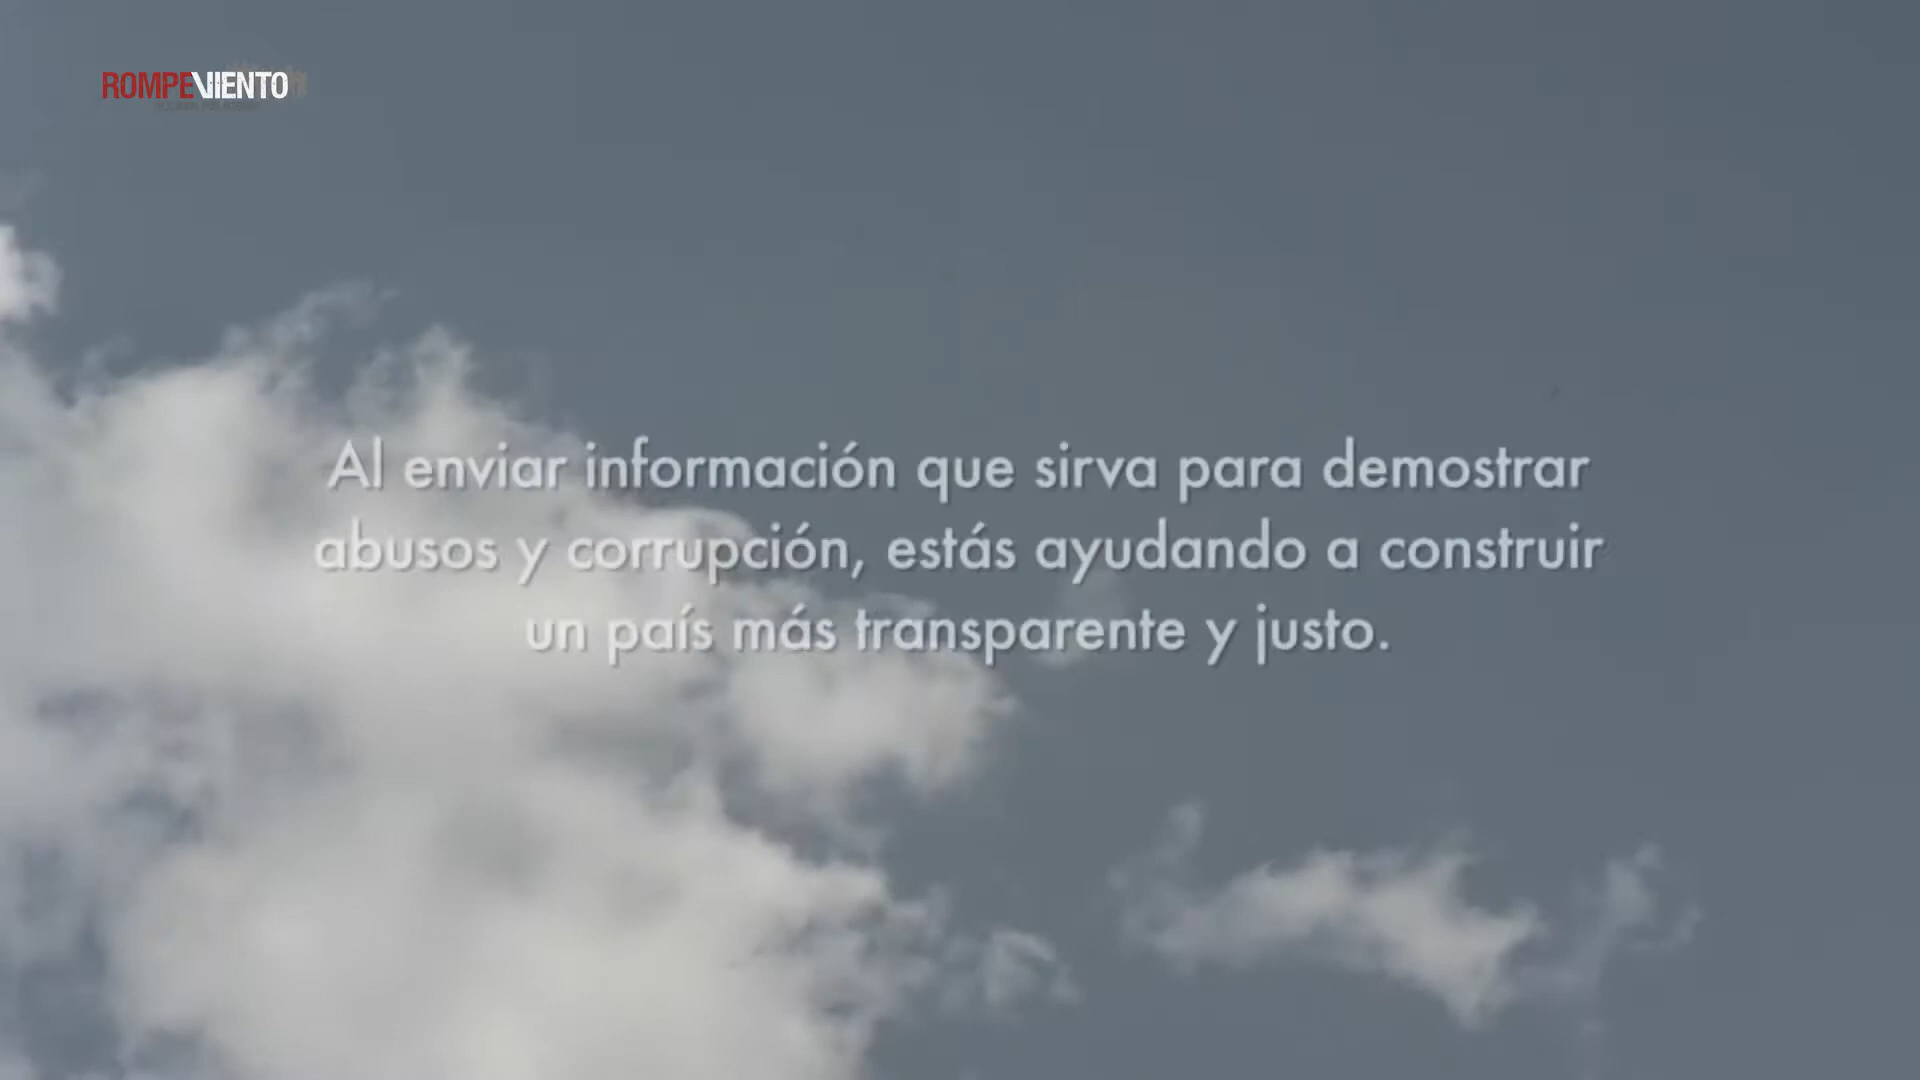 ROMPEVIENTO
Al enviar información que sirva para demostrar
abusos y corrupción, estás ayudando a construir
un país más transparente y justo.